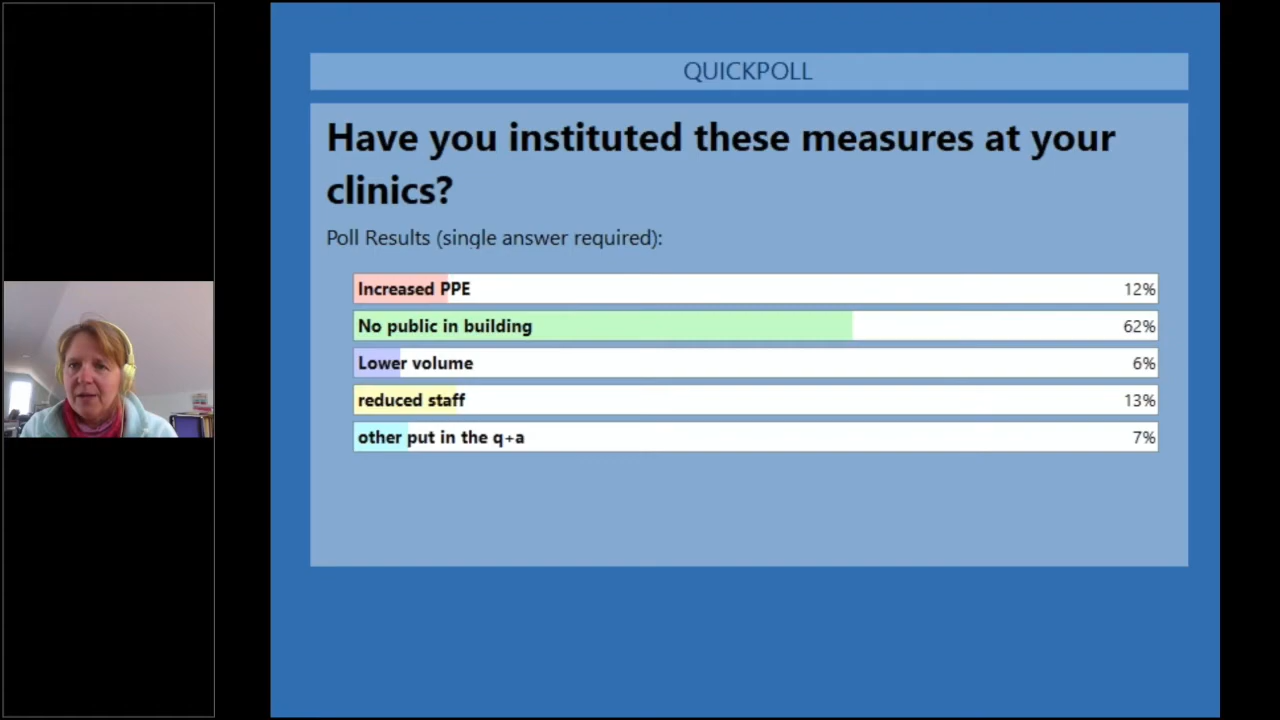 QUICKPOLL
Have you instituted these measures at your
clinics?
Poll Results (single answer required):
Increased PPE 12%
No public in building 62%
Lower volume 6%
reduced staff 13%
other put in the q+a 7%